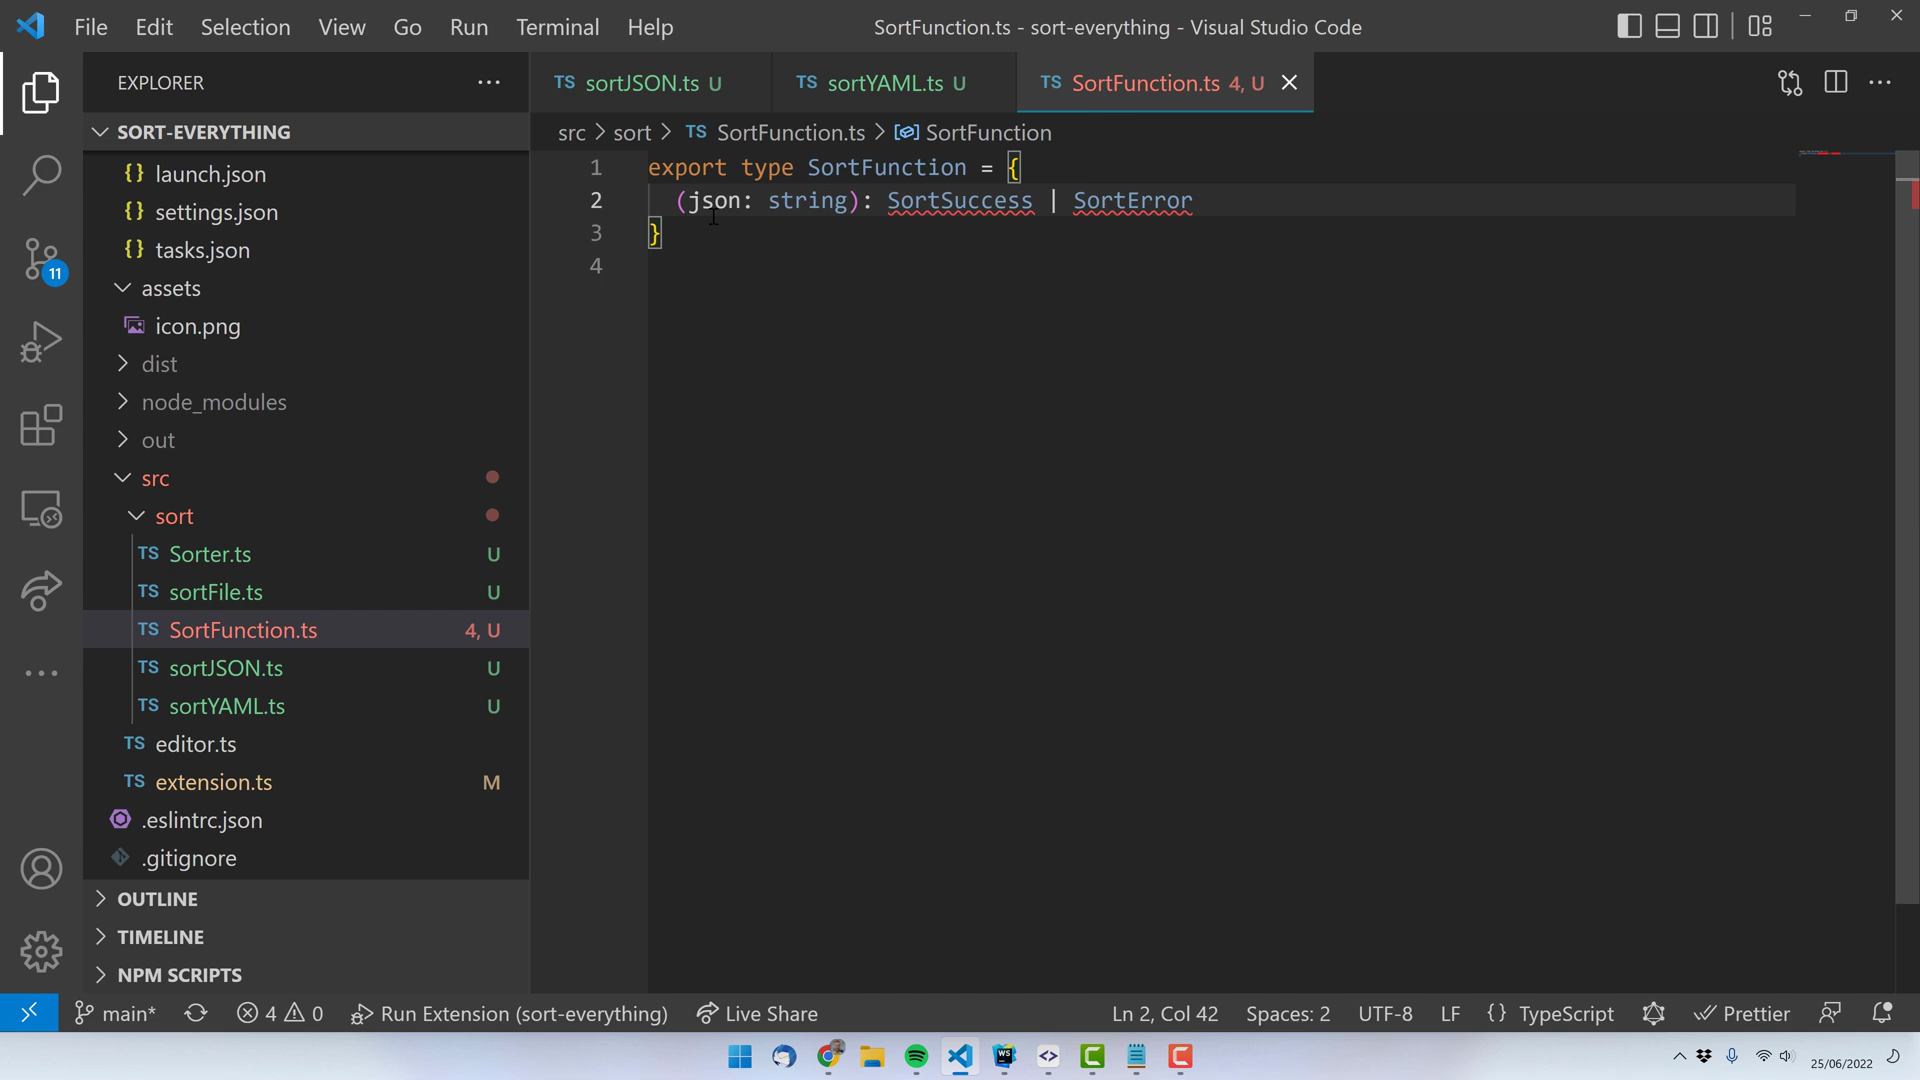 File Edit Selection View Go Run Terminal Help
SortFunction.ts - sort-everything - Visual Studio Code
EXPLORER
SORT-EVERYTHING
{} launch.json
{} settings.json
{} tasks.json
assets
icon.png
dist
node_modules
out
src
sort
TS Sorter.ts U
TS sortFile.ts U
TS SortFunction.ts 4, U
TS sortJSON.ts U
TS sortYAML.ts U
TS editor.ts
TS extension.ts M
.eslintrc.json
.gitignore
OUTLINE
TIMELINE
NPM SCRIPTS
11
TS sortJSON.ts U
TS sortYAML.ts U
TS SortFunction.ts 4, U
src > sort > TS SortFunction.ts > SortFunction
1 export type SortFunction = {
2 (json: string): SortSuccess | SortError
3 }
4
main* 4 0 Run Extension (sort-everything) Live Share
Ln 2, Col 42 Spaces: 2 UTF-8 LF {} TypeScript Prettier
WS
25/06/2022